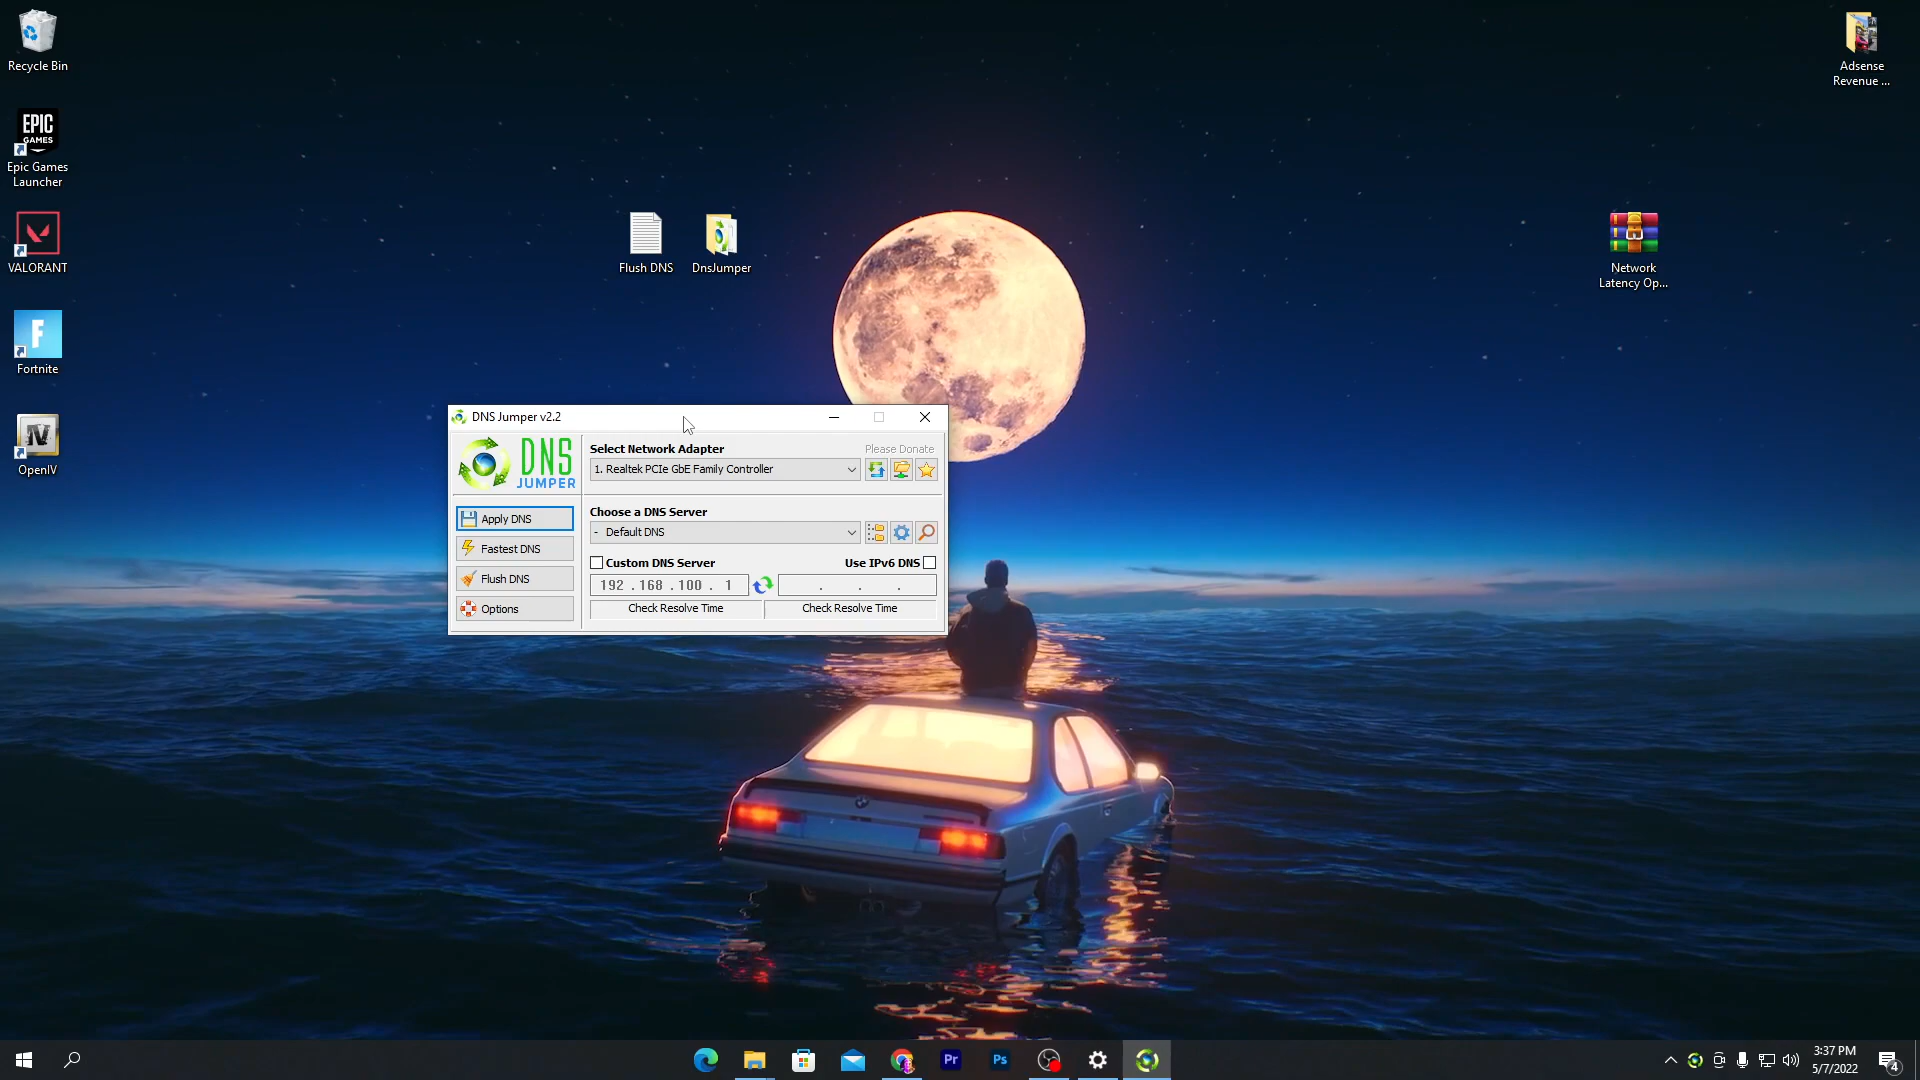 Recycle Bin
EPIC
GAMES
Epic Games
Launcher
VALORANT
F
Fortnite
OpenIV
Flush DNS
DnsJumper
Adsense
Revenue ...
Network
Latency Op...
DNS Jumper v2.2
DNS
JUMPER
Select Network Adapter
Please Donate
1. Realtek PCIe GbE Family Controller
Apply DNS
Fastest DNS
Flush DNS
Options
Choose a DNS Server
- Default DNS
Custom DNS Server
Use IPv6 DNS
192 . 168 . 100 . 1
. . .
Check Resolve Time
Check Resolve Time
Pr
Ps
3:37 PM
5/7/2022
4